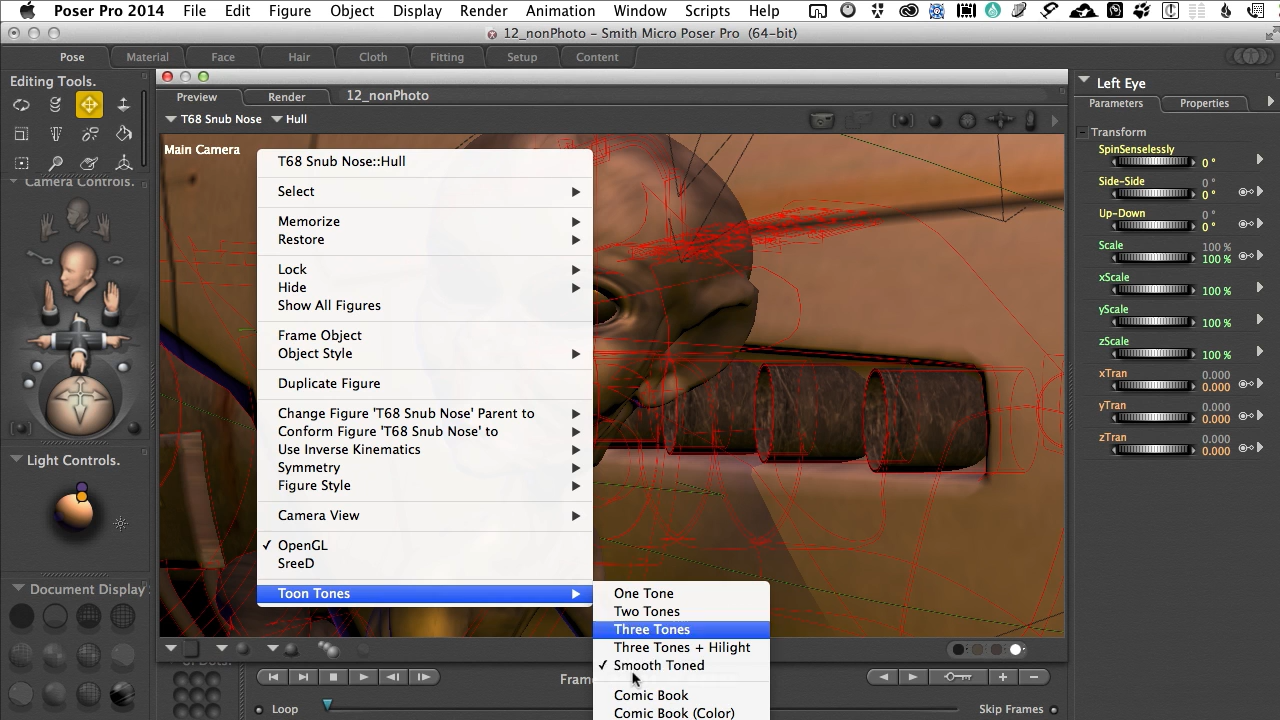 Poser Pro 2014 File Edit Figure Object Display Render Animation Window Scripts Help
12_nonPhoto – Smith Micro Poser Pro (64-bit)
Pose Material Face Hair Cloth Fitting Setup Content
Editing Tools.
Camera Controls.
Light Controls.
Document Display
Preview Render 12_nonPhoto
T68 Snub Nose Hull
Main Camera
T68 Snub Nose::Hull
Select
Memorize
Restore
Lock
Hide
Show All Figures
Frame Object
Object Style
Duplicate Figure
Change Figure 'T68 Snub Nose' Parent to
Conform Figure 'T68 Snub Nose' to
Use Inverse Kinematics
Symmetry
Figure Style
Camera View
✓ OpenGL
SreeD
Toon Tones
One Tone
Two Tones
Three Tones
Three Tones + Hilight
✓ Smooth Toned
Comic Book
Comic Book (Color)
Loop
Skip Frames
Left Eye
Parameters Properties
Transform
SpinSenselessly
0 °
Side-Side
0 °
0 °
Up-Down
0 °
0 °
Scale
100 %
100 %
xScale
100 %
yScale
100 %
zScale
100 %
xTran
0.000
0.000
yTran
0.000
0.000
zTran
0.000
0.000